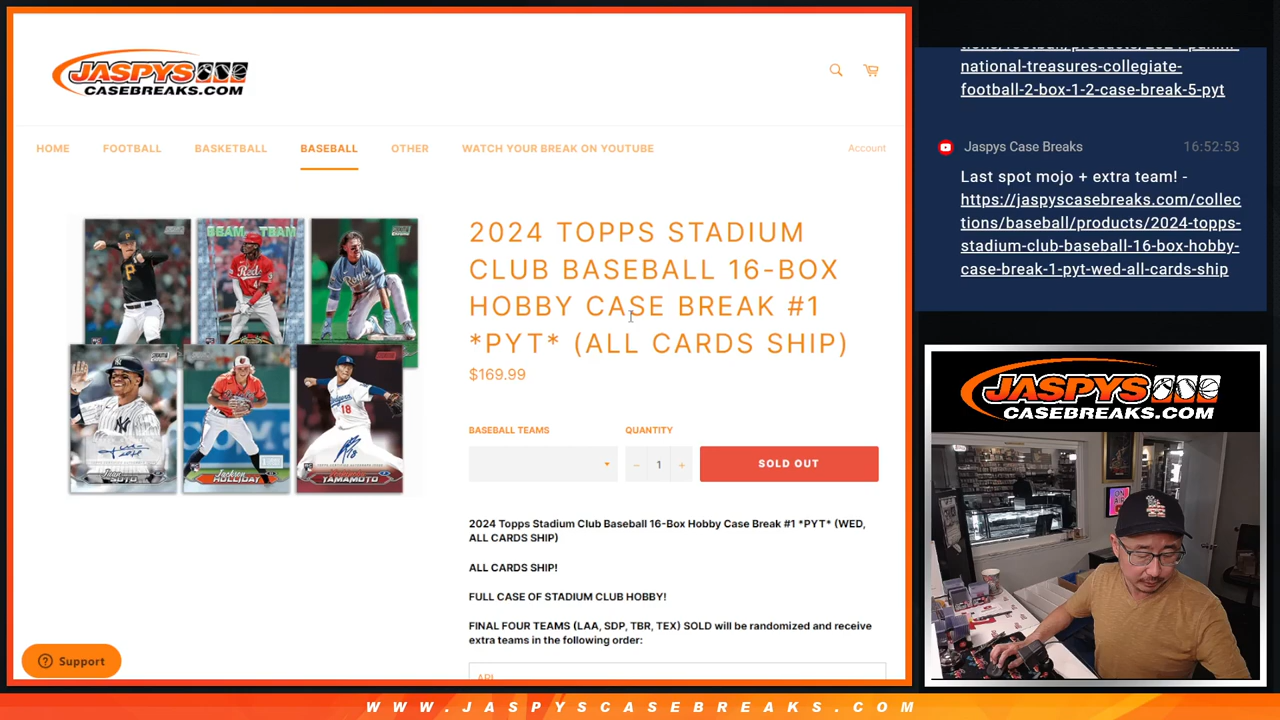 JASPYS
CASEBREAKS.COM
HOME FOOTBALL BASKETBALL BASEBALL OTHER WATCH YOUR BREAK ON YOUTUBE Account
2024 TOPPS STADIUM
CLUB BASEBALL 16-BOX
HOBBY CASE BREAK #1
*PYT* (ALL CARDS SHIP)
$169.99
BASEBALL TEAMS QUANTITY
− 1 + SOLD OUT
2024 Topps Stadium Club Baseball 16-Box Hobby Case Break #1 *PYT* (WED,
ALL CARDS SHIP)
ALL CARDS SHIP!
FULL CASE OF STADIUM CLUB HOBBY!
FINAL FOUR TEAMS (LAA, SDP, TBR, TEX) SOLD will be randomized and receive
extra teams in the following order:
Support
national-treasures-collegiate-
football-2-box-1-2-case-break-5-pyt
Jaspys Case Breaks 16:52:53
Last spot mojo + extra team! -
https://jaspyscasebreaks.com/collec
tions/baseball/products/2024-topps-
stadium-club-baseball-16-box-hobby-
case-break-1-pyt-wed-all-cards-ship
JASPYS
CASEBREAKS.COM
WWW.JASPYSCASEBREAKS.COM